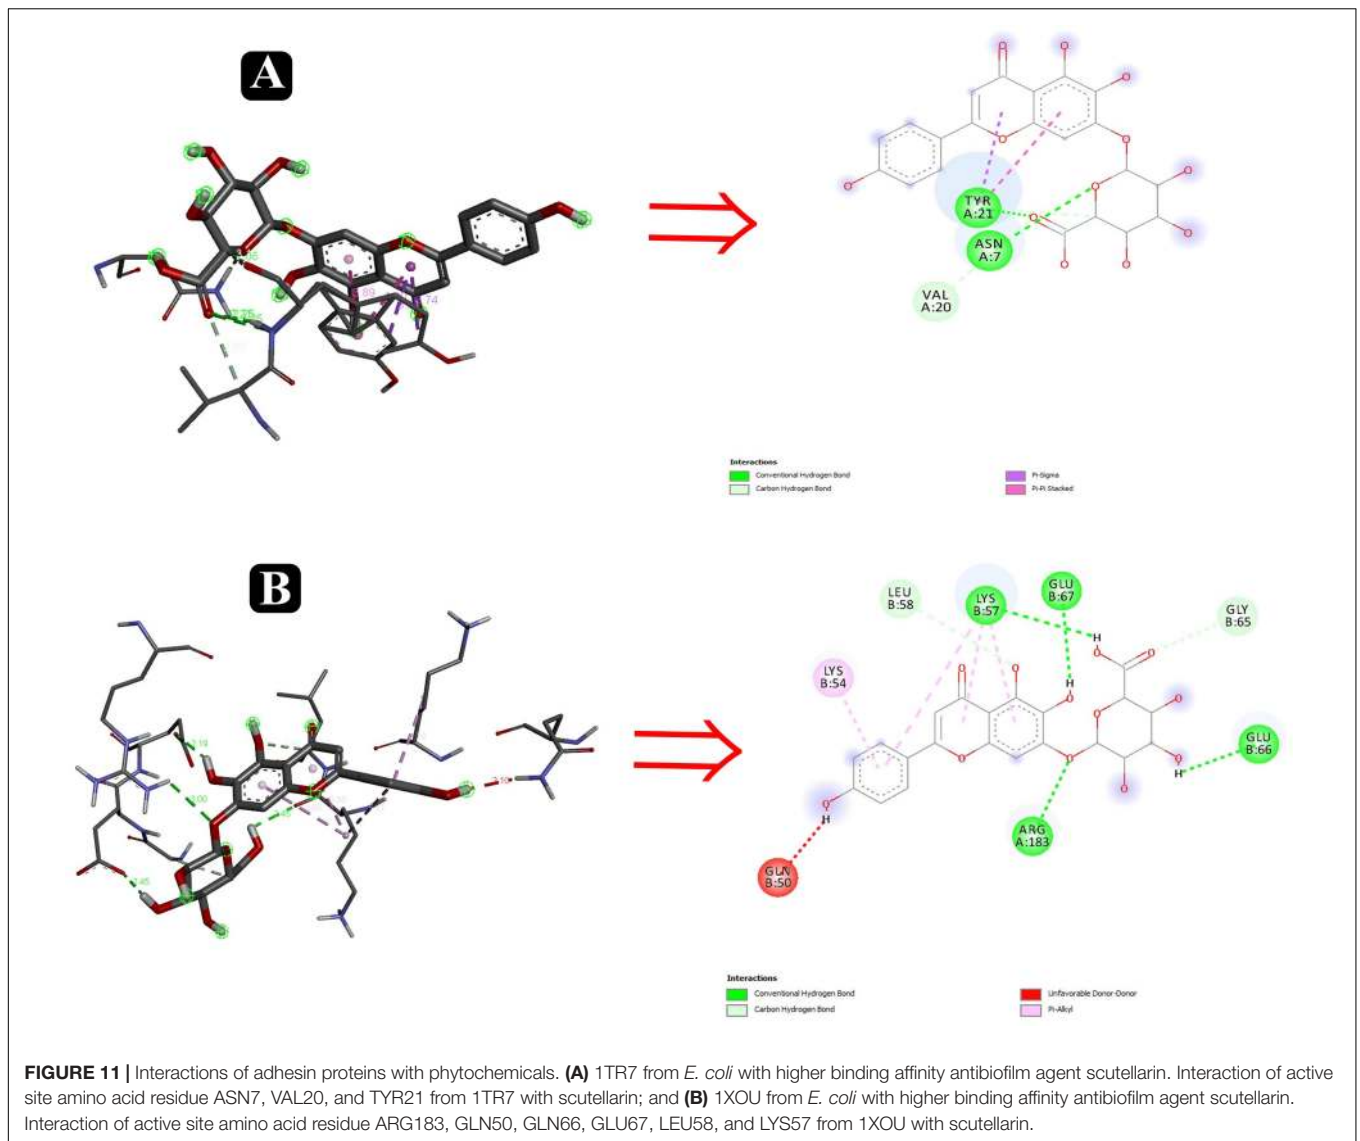 A
O
O
O
O
O
O
O
O
O
O
O
O
TYR
A:21
ASN
A:7
VAL
A:20
89
74
Interactions
Conventional Hydrogen Bond
Carbon Hydrogen Bond
Pi-Sigma
Pi-Pi Stacked
B
LEU
B:58
LYS
B:57
GLU
B:67
GLY
B:65
LYS
B:54
H
O
O
O
O
H
O
O
O
O
O
O
H
O
O
H
GLU
B:66
ARG
A:183
GLN
B:50
Interactions
Conventional Hydrogen Bond
Carbon Hydrogen Bond
Unfavorable Donor-Donor
Pi-Alkyl
FIGURE 11 | Interactions of adhesin proteins with phytochemicals. (A) 1TR7 from E. coli with higher binding affinity antibiofilm agent scutellarin. Interaction of active
site amino acid residue ASN7, VAL20, and TYR21 from 1TR7 with scutellarin; and (B) 1XOU from E. coli with higher binding affinity antibiofilm agent scutellarin.
Interaction of active site amino acid residue ARG183, GLN50, GLN66, GLU67, LEU58, and LYS57 from 1XOU with scutellarin.